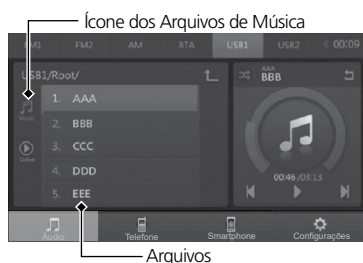 Ícone dos Arquivos de Música
FM1 FM2 AM BTA USB1 USB2 00:09
USB1/Root/
AAA
BBB
Music
Video
1. AAA
2. BBB
3. CCC
4. DDD
5. EEE
00:46/03:13
Áudio Telefone Smartphone Configurações
Arquivos